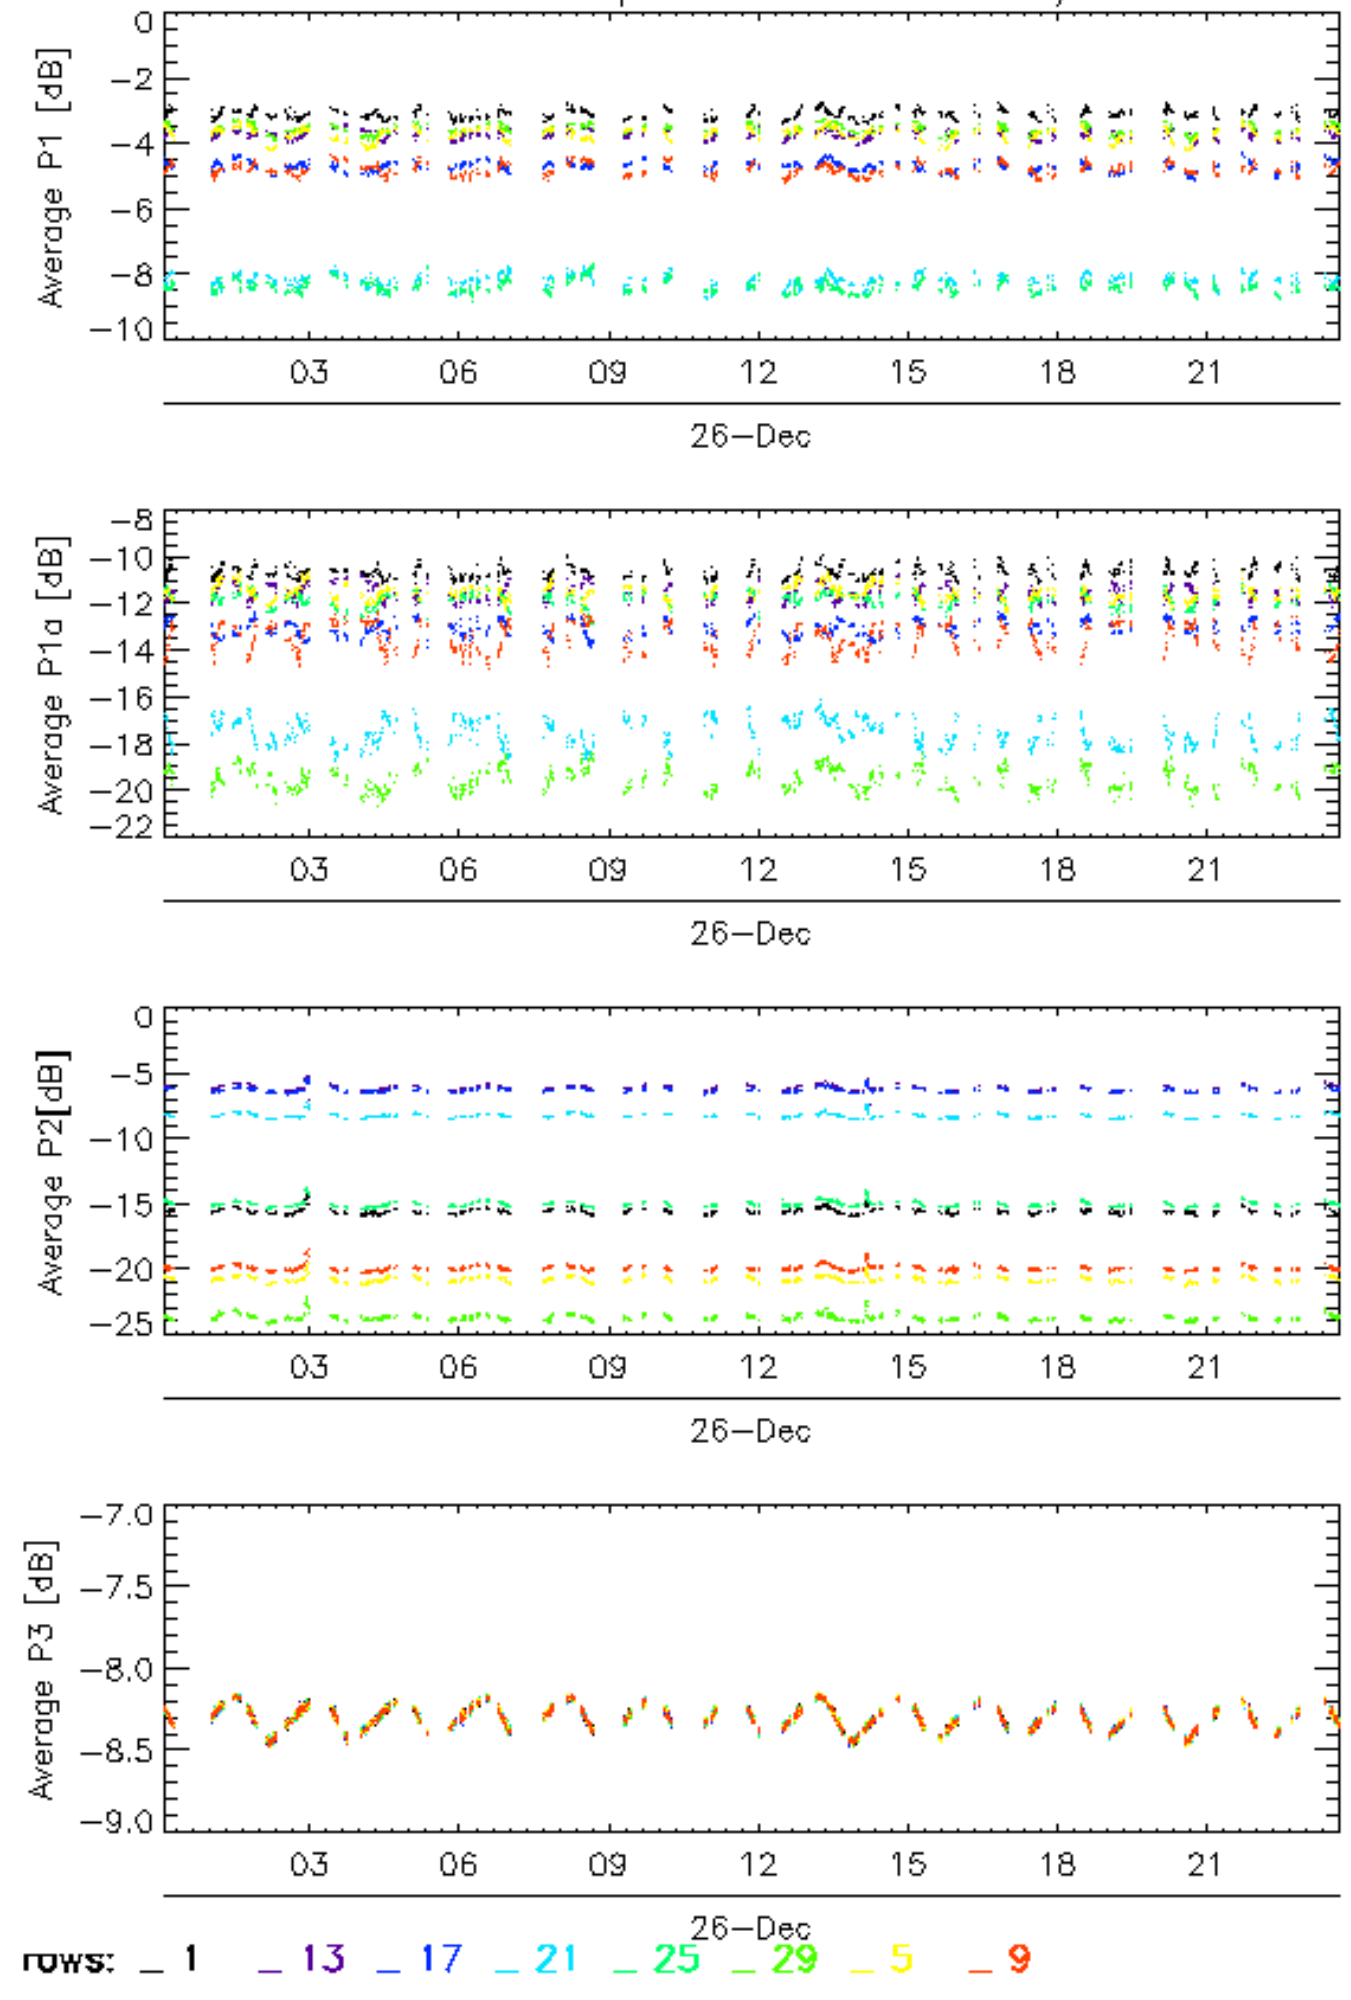 0
−2
−4
−6
−8
−10
Average P1 [dB]
03 06 09 12 15 18 21
26−Dec
−8
−10
−12
−14
−16
−18
−20
−22
Average P1a [dB]
03 06 09 12 15 18 21
26−Dec
0
−5
−10
−15
−20
−25
Average P2[dB]
03 06 09 12 15 18 21
26−Dec
−7.0
−7.5
−8.0
−8.5
−9.0
Average P3 [dB]
03 06 09 12 15 18 21
26−Dec
rows: _ 1 _ 13 _ 17 _ 21 _ 25 _ 29 _ 5 _ 9